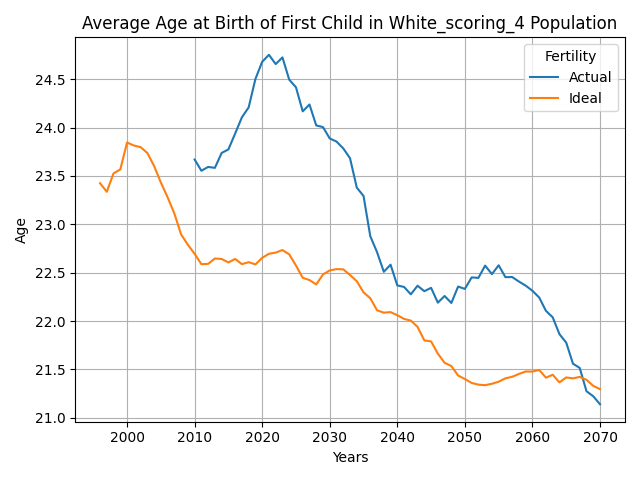 Average Age at Birth of First Child in White_scoring_4 Population
Fertility
Actual
Ideal
Age
24.5
24.0
23.5
23.0
22.5
22.0
21.5
21.0
2000 2010 2020 2030 2040 2050 2060 2070
Years